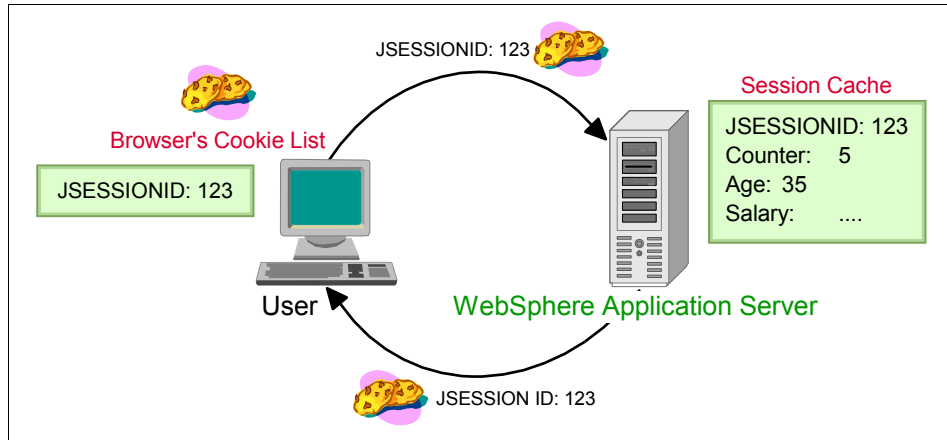 JSESSIONID: 123
Session Cache
JSESSIONID: 123
Counter: 5
Age: 35
Salary: ....
Browser's Cookie List
JSESSIONID: 123
User
WebSphere Application Server
JSESSION ID: 123